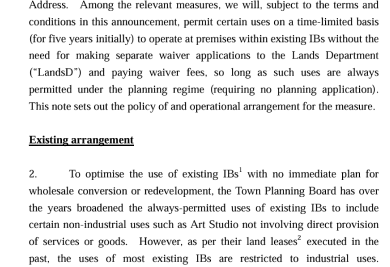 Address. Among the relevant measures, we will, subject to the terms and
conditions in this announcement, permit certain uses on a time-limited basis
(for five years initially) to operate at premises within existing IBs without the
need for making separate waiver applications to the Lands Department
(“LandsD”) and paying waiver fees, so long as such uses are always
permitted under the planning regime (requiring no planning application).
This note sets out the policy of and operational arrangement for the measure.
Existing arrangement
2. To optimise the use of existing IBs1 with no immediate plan for
wholesale conversion or redevelopment, the Town Planning Board has over
the years broadened the always-permitted uses of existing IBs to include
certain non-industrial uses such as Art Studio not involving direct provision
of services or goods. However, as per their land leases2 executed in the
past, the uses of most existing IBs are restricted to industrial uses.